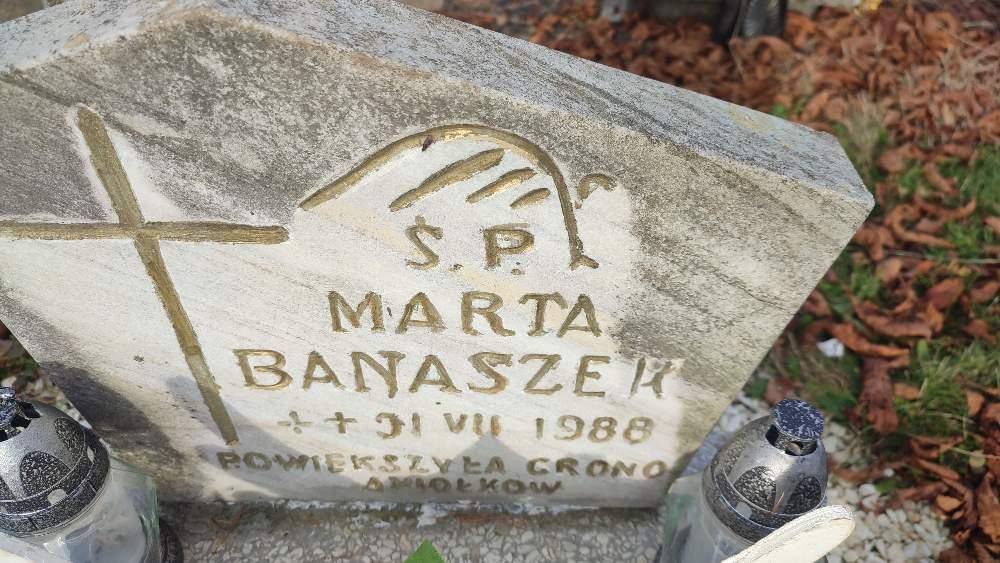 Ś.P.
MARTA
BANASZEK
++ 31 VII 1988
POWIĘKSZYŁA GRONO
ANIOŁKÓW